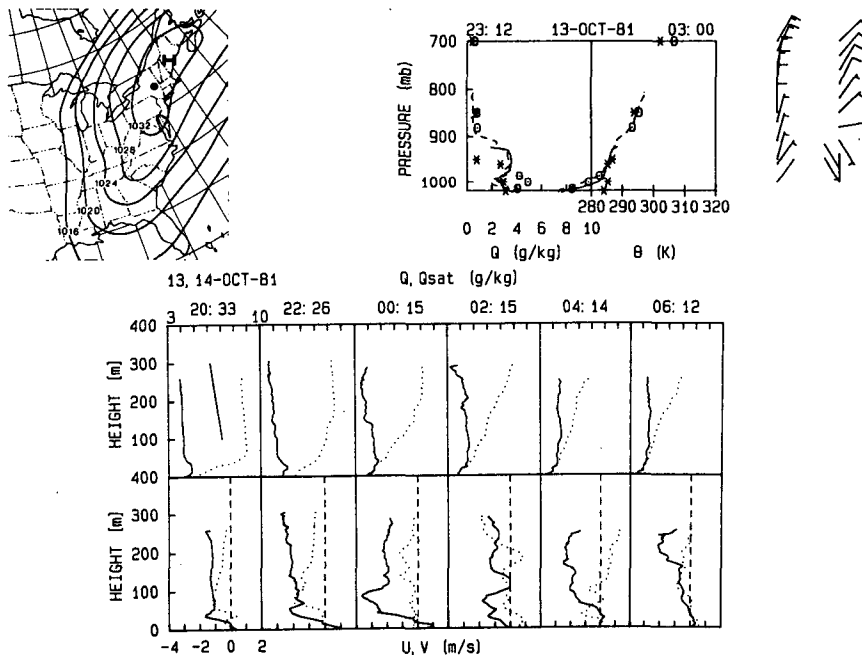 H
1032
1028
1024
1020
1016
23: 12 13-OCT-81 03: 00
PRESSURE (mb)
700
800
900
1000
280 290 300 310 320
0 2 4 6 8 10
Q (g/kg) θ (K)
13, 14-OCT-81 Q, Qsat (g/kg)
20: 33 22: 26 00: 15 02: 15 04: 14 06: 12
3 10
HEIGHT [m]
400
300
200
100
400
HEIGHT [m]
300
200
100
0
-4 -2 0 2
U, V (m/s)